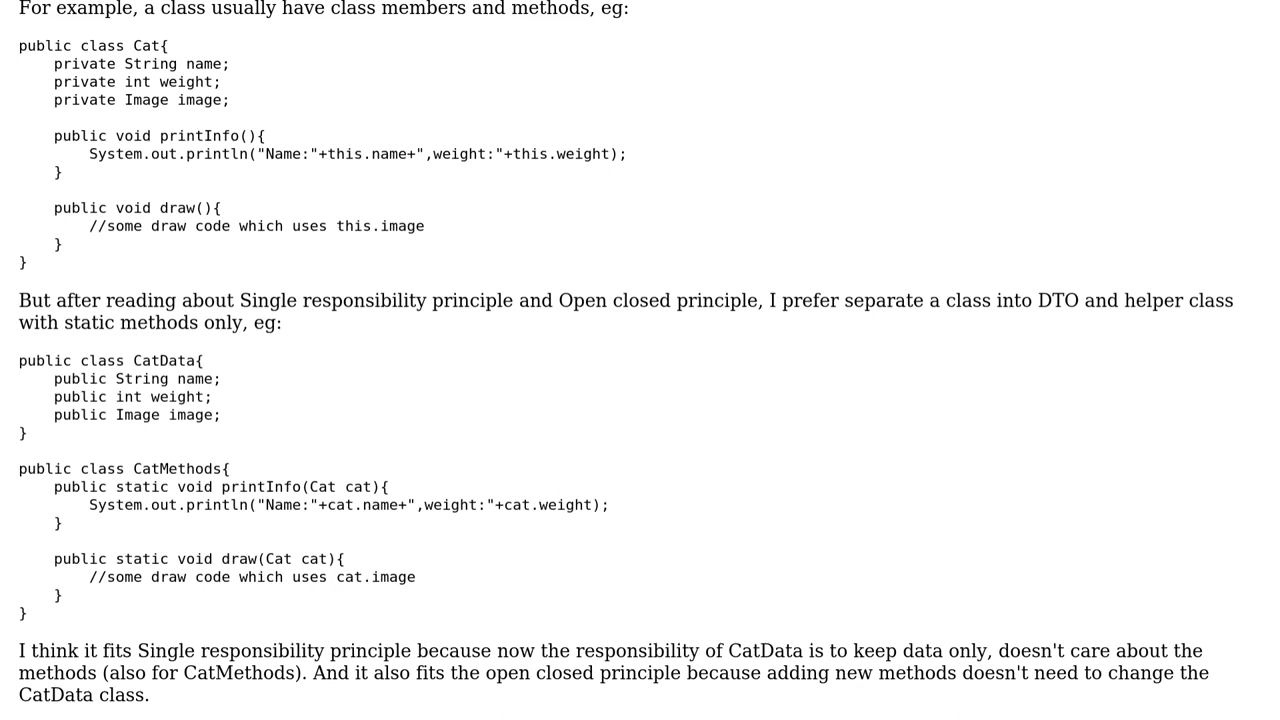 For example, a class usually have class members and methods, eg:
public class Cat{
    private String name;
    private int weight;
    private Image image;

    public void printInfo(){
        System.out.println("Name:"+this.name+",weight:"+this.weight);
    }

    public void draw(){
        //some draw code which uses this.image
    }
}
But after reading about Single responsibility principle and Open closed principle, I prefer separate a class into DTO and helper class
with static methods only, eg:
public class CatData{
    public String name;
    public int weight;
    public Image image;
}

public class CatMethods{
    public static void printInfo(Cat cat){
        System.out.println("Name:"+cat.name+",weight:"+cat.weight);
    }

    public static void draw(Cat cat){
        //some draw code which uses cat.image
    }
}
I think it fits Single responsibility principle because now the responsibility of CatData is to keep data only, doesn't care about the
methods (also for CatMethods). And it also fits the open closed principle because adding new methods doesn't need to change the
CatData class.